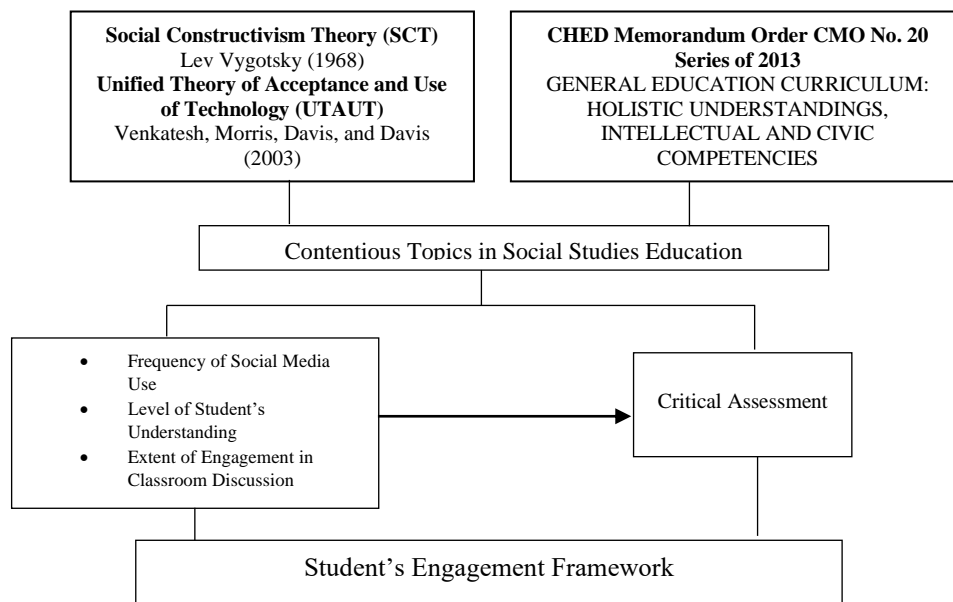 Social Constructivism Theory (SCT)
Lev Vygotsky (1968)
Unified Theory of Acceptance and Use
of Technology (UTAUT)
Venkatesh, Morris, Davis, and Davis
(2003)
CHED Memorandum Order CMO No. 20
Series of 2013
GENERAL EDUCATION CURRICULUM:
HOLISTIC UNDERSTANDINGS,
INTELLECTUAL AND CIVIC
COMPETENCIES
Contentious Topics in Social Studies Education
• Frequency of Social Media
Use
• Level of Student’s
Understanding
• Extent of Engagement in
Classroom Discussion
Critical Assessment
Student’s Engagement Framework